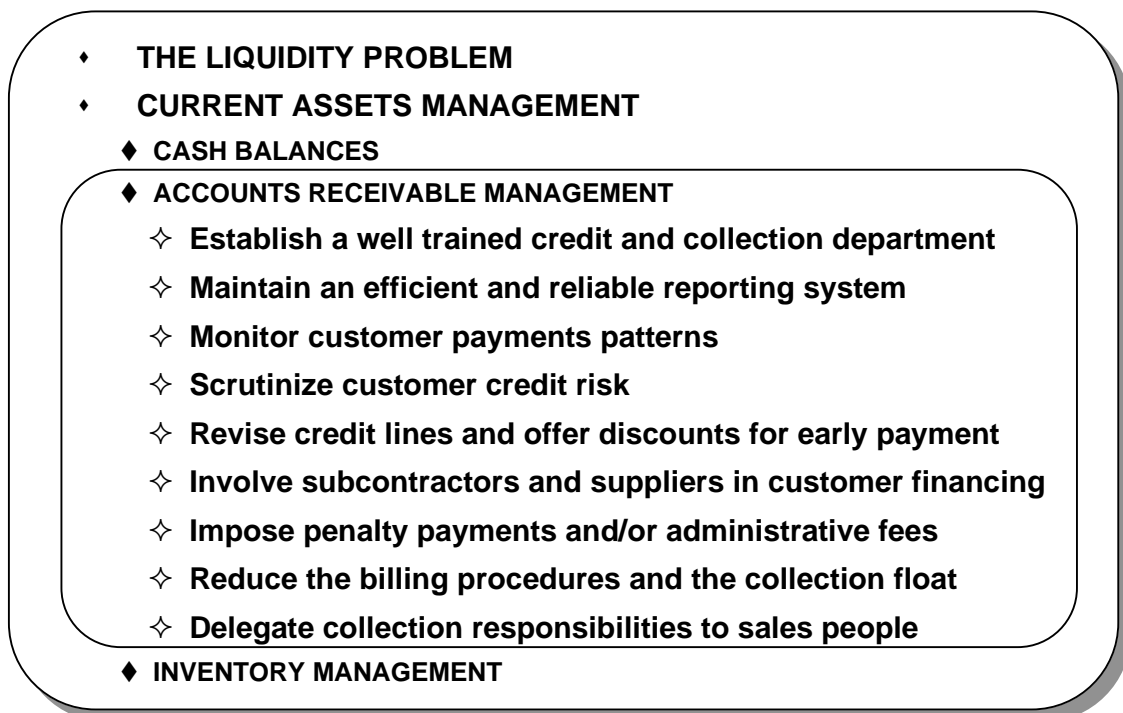 THE LIQUIDITY PROBLEM
CURRENT ASSETS MANAGEMENT
CASH BALANCES
ACCOUNTS RECEIVABLE MANAGEMENT
Establish a well trained credit and collection department
Maintain an efficient and reliable reporting system
Monitor customer payments patterns
Scrutinize customer credit risk
Revise credit lines and offer discounts for early payment
Involve subcontractors and suppliers in customer financing
Impose penalty payments and/or administrative fees
Reduce the billing procedures and the collection float
Delegate collection responsibilities to sales people
INVENTORY MANAGEMENT